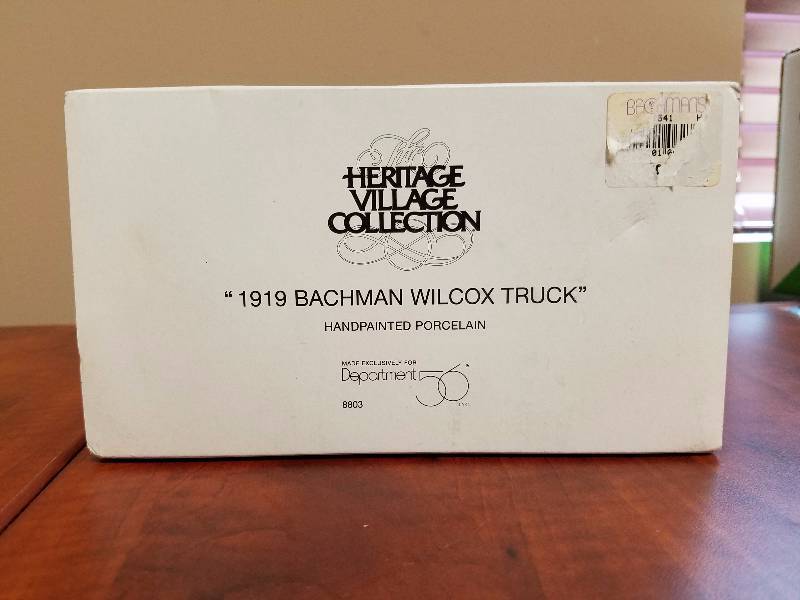 BACHMANS
The
HERITAGE
VILLAGE
COLLECTION
“1919 BACHMAN WILCOX TRUCK”
HANDPAINTED PORCELAIN
MADE EXCLUSIVELY FOR
Department 56
8803